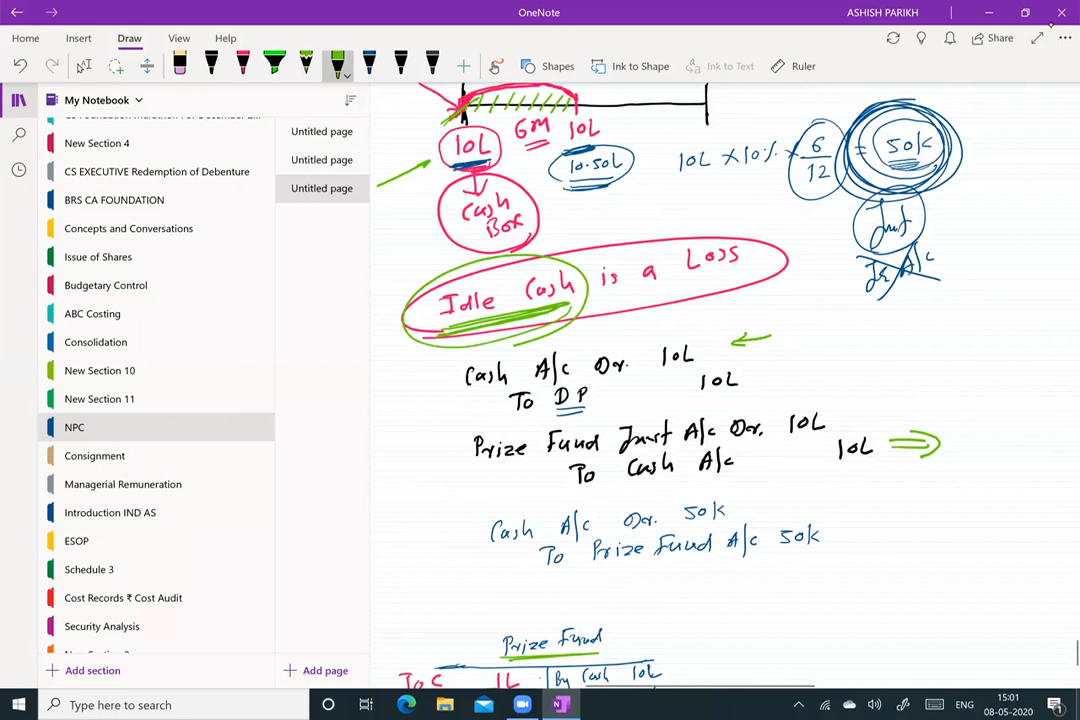 OneNote
ASHISH PARIKH
Home Insert Draw View Help
Share
Shapes
Ink to Shape
Ink to Text
Ruler
My Notebook
New Section 4
CS EXECUTIVE Redemption of Debenture
BRS CA FOUNDATION
Concepts and Conversations
Issue of Shares
Budgetary Control
ABC Costing
Consolidation
New Section 10
New Section 11
NPC
Consignment
Managerial Remuneration
Introduction IND AS
ESOP
Schedule 3
Cost Records ₹ Cost Audit
Security Analysis
Add section
Untitled page
Untitled page
Untitled page
Add page
10L 6M 10L
10.50L
10L X 10% x 6/12 = 50K
Cash Box
Inst
Idle Cash is a Loss
Cash A/c Dr. 10L
To DP 10L
Prize Fund Inst A/c Dr. 10L
To Cash A/c 10L
Cash A/c Dr. 50K
To Prize Fund A/c 50K
Prize Fund
To C 1L By Cash 10L
Type here to search
ENG
15:01
08-05-2020
1